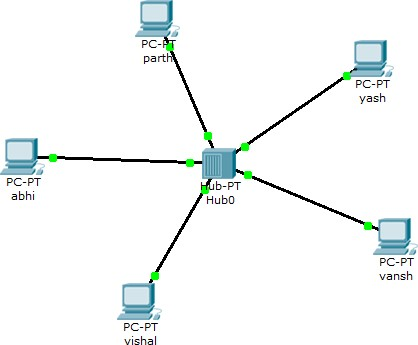 PC-PT
parth
PC-PT
yash
PC-PT
abhi
Hub-PT
Hub0
PC-PT
vansh
PC-PT
vishal